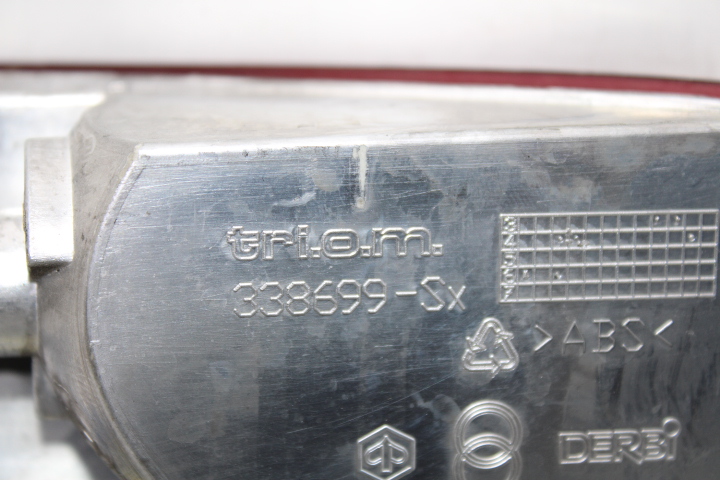 tri.o.m.
338699-Sx
>ABS<
DERBi